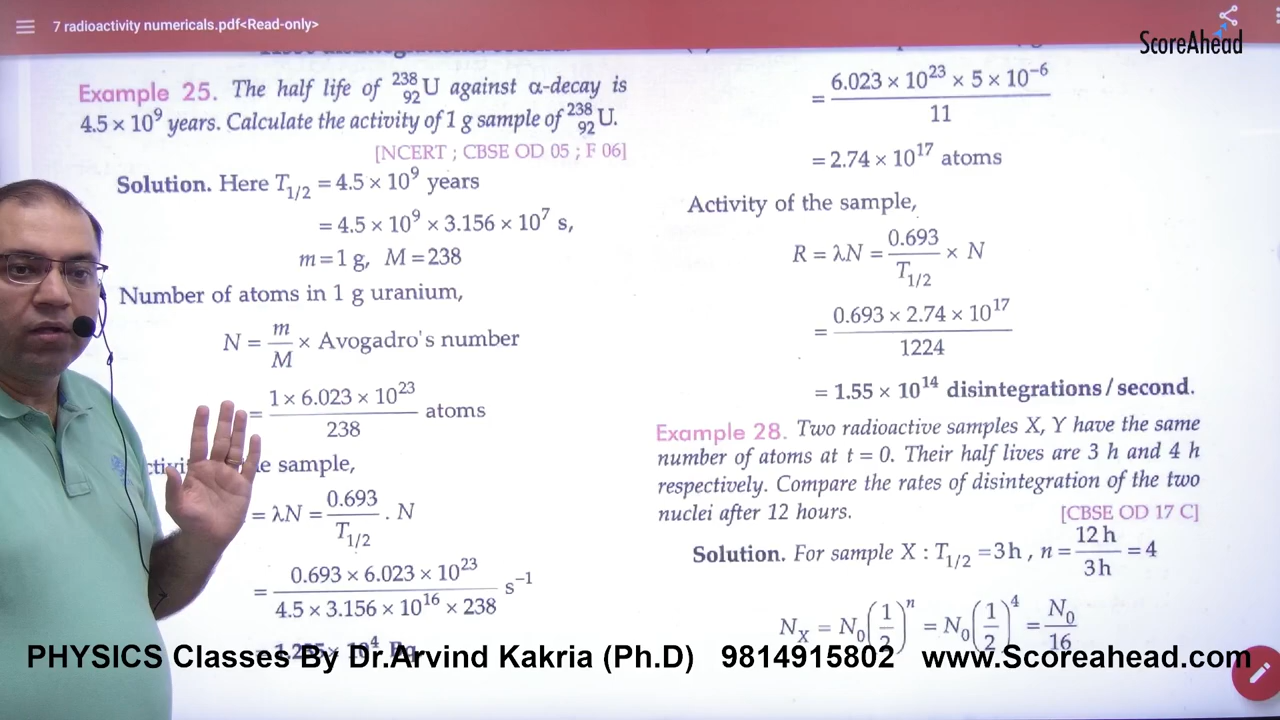 7 radioactivity numericals.pdf<Read-only>
ScoreAhead
Example 25. The half life of ²³⁸₉₂U against α-decay is
4.5 × 10⁹ years. Calculate the activity of 1 g sample of ²³⁸₉₂U.
[NCERT ; CBSE OD 05 ; F 06]
Solution. Here T₁/₂ = 4.5 × 10⁹ years
= 4.5 × 10⁹ × 3.156 × 10⁷ s,
m = 1 g, M = 238
Number of atoms in 1 g uranium,
N = m/M × Avogadro's number
= 1 × 6.023 × 10²³ / 238 atoms
sample,
= λN = 0.693 / T₁/₂ . N
= 0.693 × 6.023 × 10²³ / 4.5 × 3.156 × 10¹⁶ × 238 s⁻¹
= 6.023 × 10²³ × 5 × 10⁻⁶ / 11
= 2.74 × 10¹⁷ atoms
Activity of the sample,
R = λN = 0.693 / T₁/₂ × N
= 0.693 × 2.74 × 10¹⁷ / 1224
= 1.55 × 10¹⁴ disintegrations / second.
Example 28. Two radioactive samples X, Y have the same
number of atoms at t = 0. Their half lives are 3 h and 4 h
respectively. Compare the rates of disintegration of the two
nuclei after 12 hours. [CBSE OD 17 C]
Solution. For sample X : T₁/₂ = 3 h , n = 12 h / 3 h = 4
N_X = N₀(1/2)ⁿ = N₀(1/2)⁴ = N₀/16
PHYSICS Classes By Dr.Arvind Kakria (Ph.D) 9814915802 www.Scoreahead.com